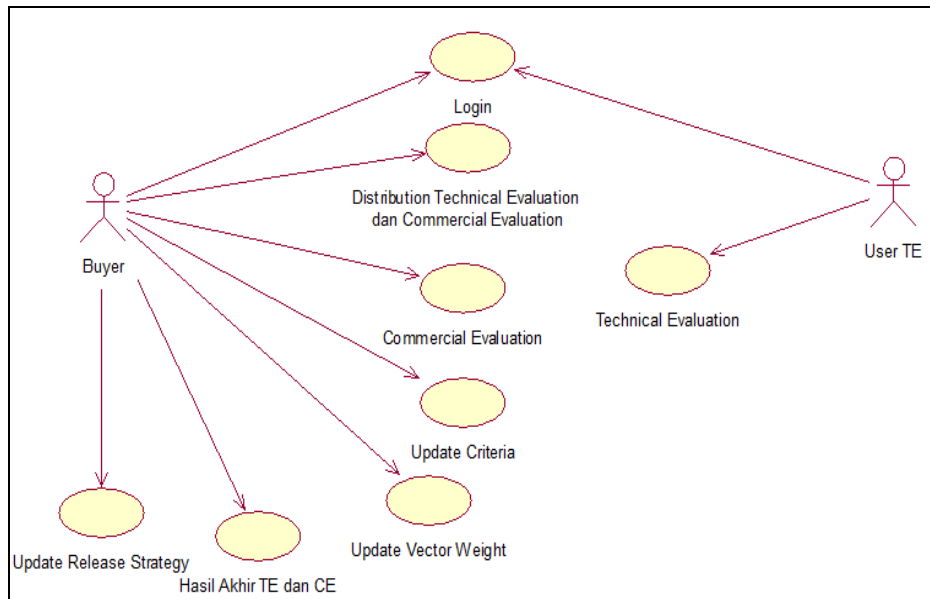 Login
Distribution Technical Evaluation
dan Commercial Evaluation
Buyer
User TE
Technical Evaluation
Commercial Evaluation
Update Criteria
Update Vector Weight
Update Release Strategy
Hasil Akhir TE dan CE